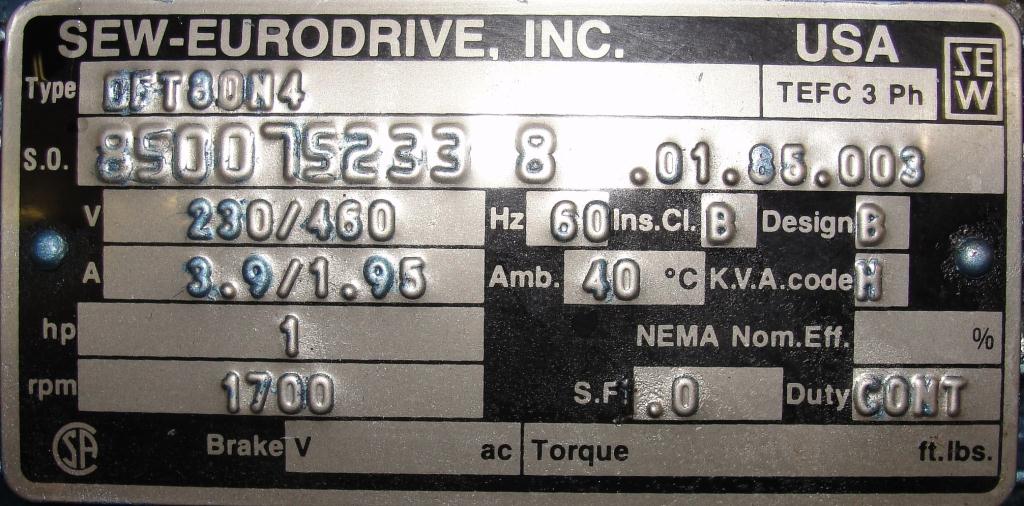 SEW-EURODRIVE, INC. USA SEW
Type DFT80N4 TEFC 3 Ph
S.O. 850075233 8 .01.85.003
V 230/460 Hz 60 Ins.Cl. B Design B
A 3.9/1.95 Amb. 40 °C K.V.A.code H
hp 1 NEMA Nom.Eff. %
rpm 1700 S.F. 1.0 Duty CONT
CSA Brake V ac Torque ft.lbs.